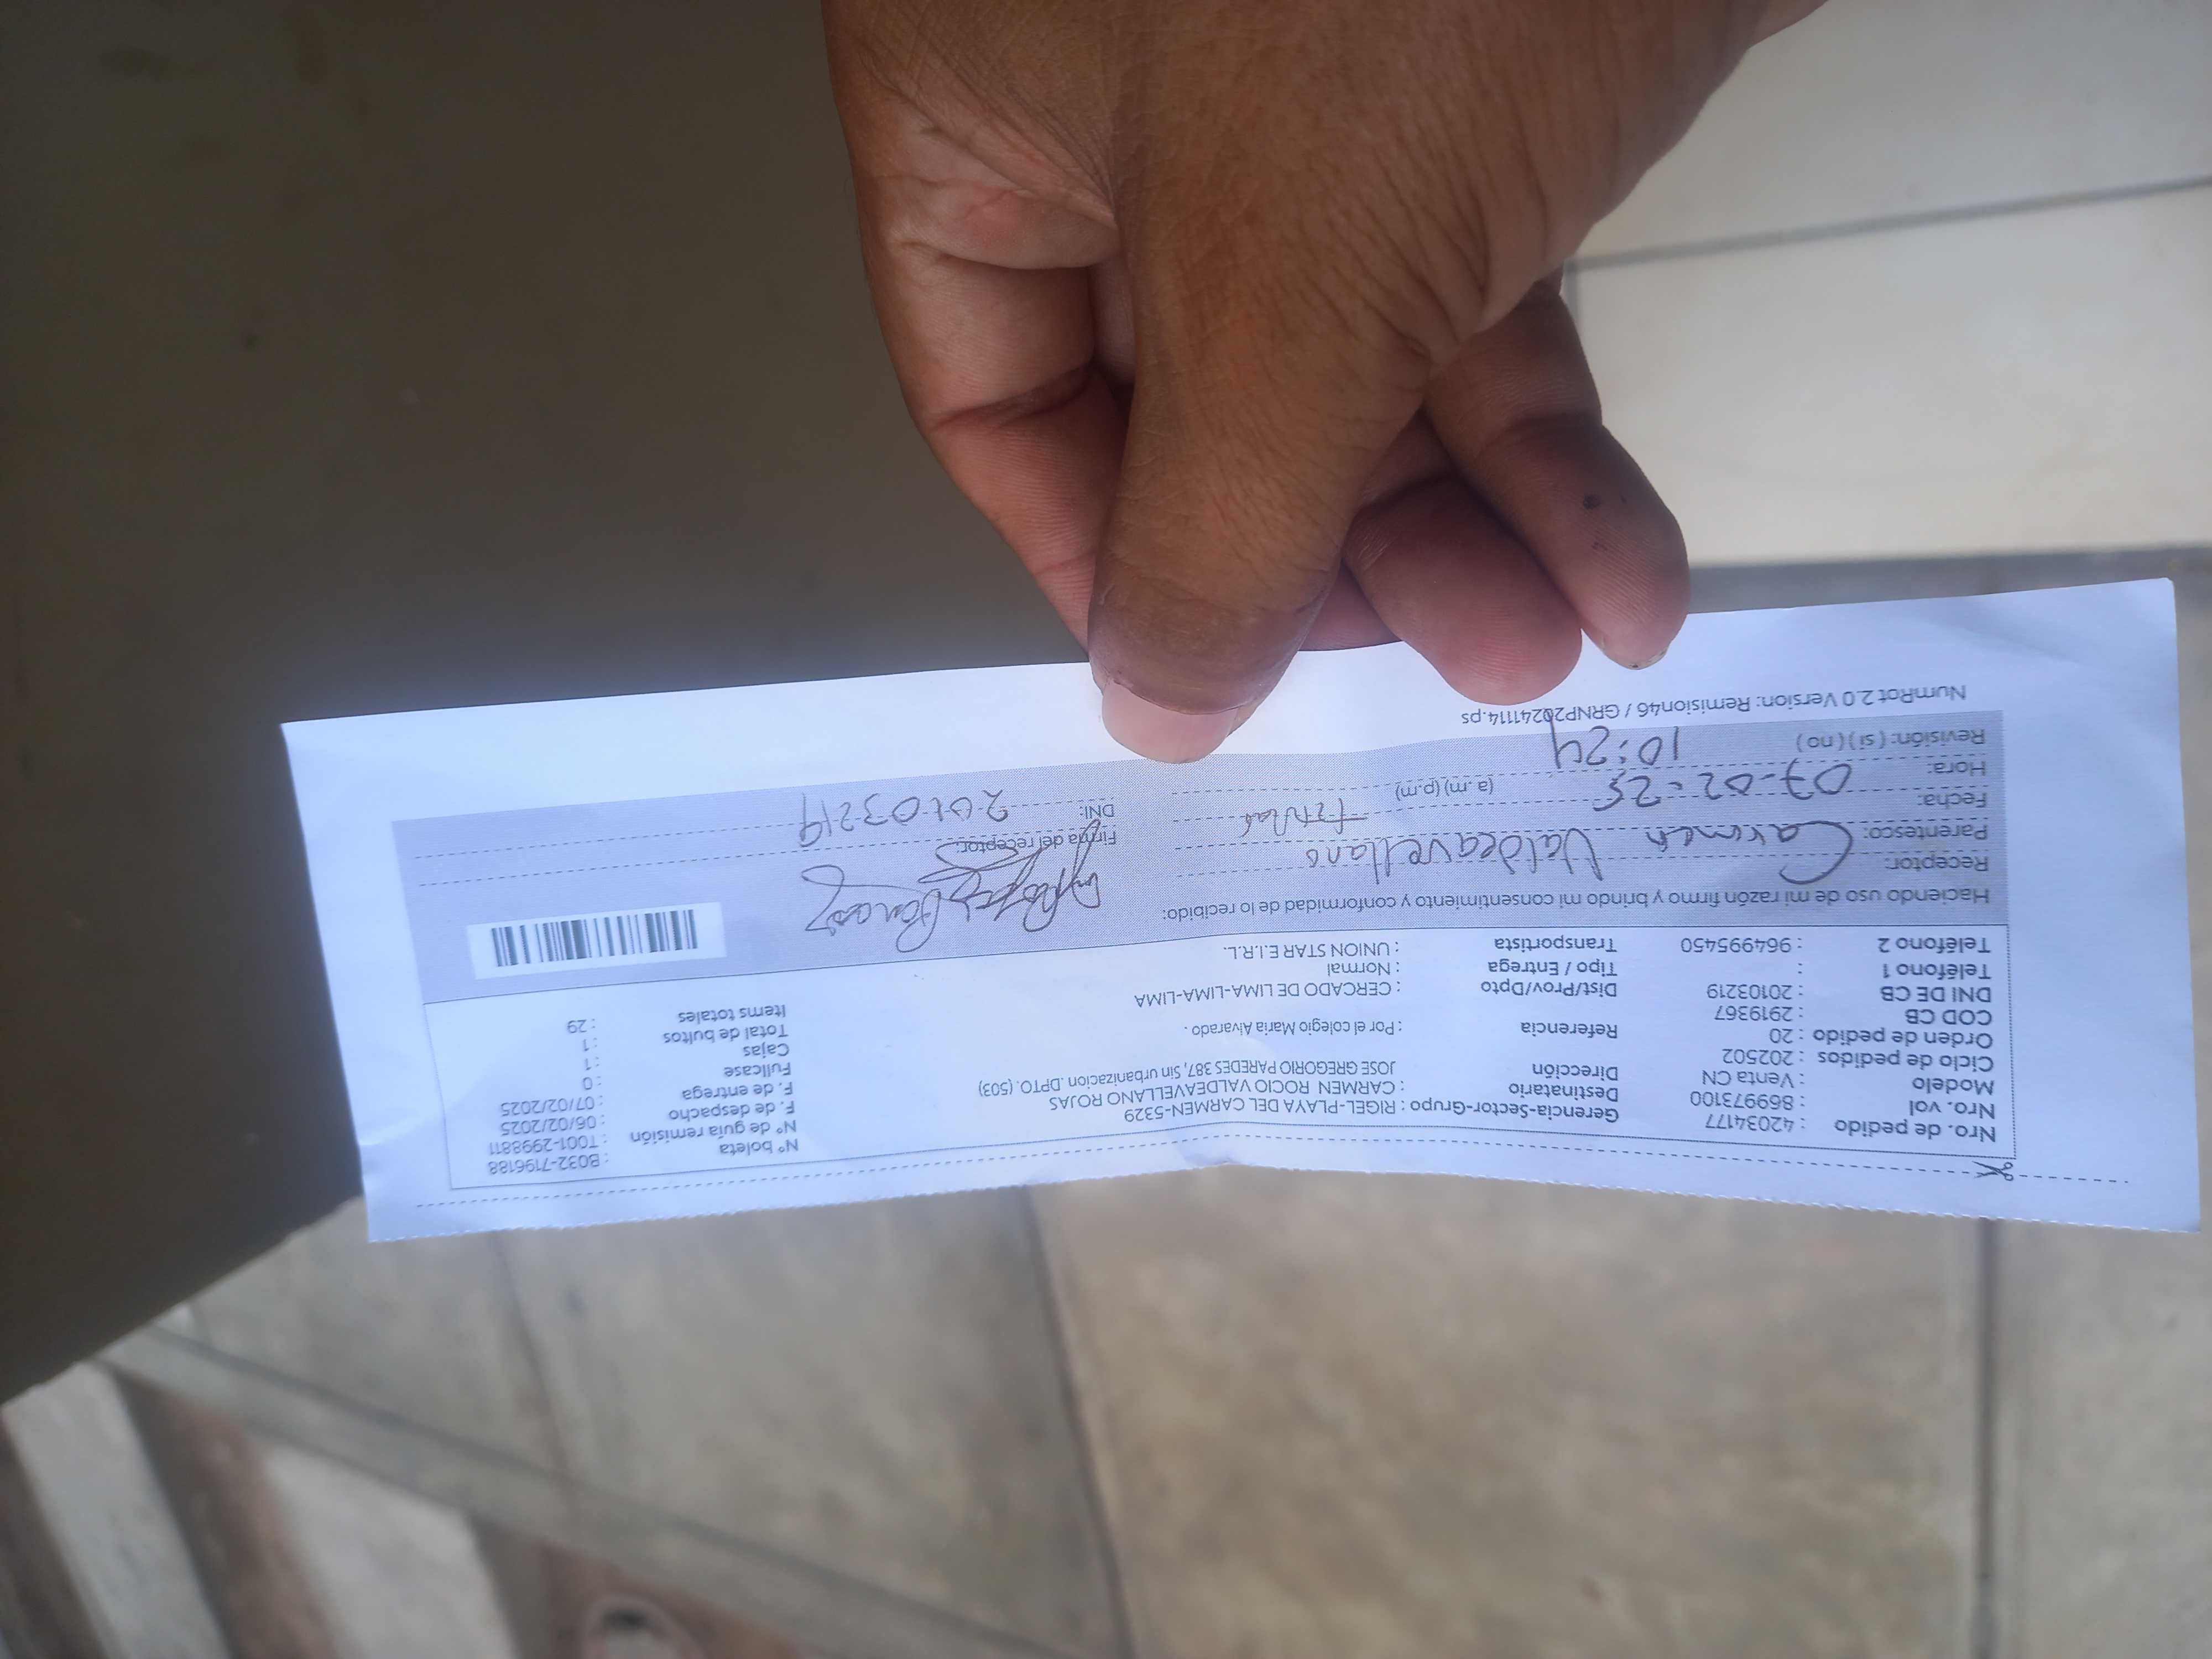 Nro. de pedido : 42034177
Nro. vol : 869973100
Modelo : Venta CN
Ciclo de pedidos : 202502
Orden de pedido : 20
COD CB : 2919367
DNI DE CB : 20103219
Teléfono 1 :
Teléfono 2 : 964995450
Gerencia-Sector-Grupo : RIGEL-PLAYA DEL CARMEN-5329
Destinatario : CARMEN ROCIO VALDEAVELLANO ROJAS
Dirección JOSE GREGORIO PAREDES 387, Sin urbanizacion .DPTO. (503)
Referencia : Por el colegio Maria Alvarado .
Dist/Prov/Dpto : CERCADO DE LIMA-LIMA-LIMA
Tipo / Entrega : Normal
Transportista : UNION STAR E.I.R.L.
N° boleta : B032-7196188
N° de guía remisión : T001-2998811
F. de despacho : 06/02/2025
F. de entrega : 07/02/2025
Fullcase : 0
Cajas : 1
Total de bultos : 1
Items totales : 29
Haciendo uso de mi razón firmo y brindo mi consentimiento y conformidad de lo recibido:
Receptor: Carmen Valdeavellano
Parentesco:
Fecha: 07-02-25
Hora: 10:24 (a.m) (p.m)
Revisión: ( si ) ( no )
Firma del receptor:
DNI: 20103219
NumRot 2.0 Version: Remision46 / GRNP20241114.ps